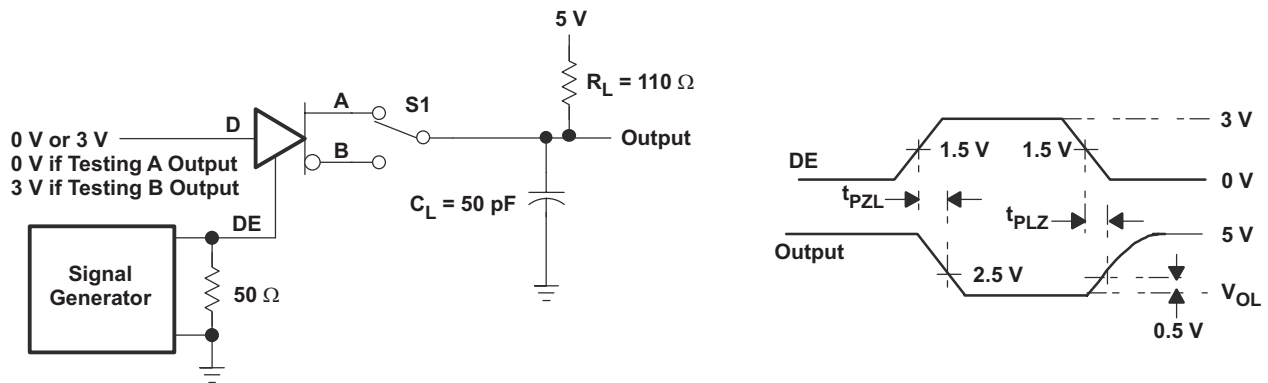 5 V
R_L = 110 Ω
A
S1
D
0 V or 3 V
0 V if Testing A Output
3 V if Testing B Output
B
Output
C_L = 50 pF
DE
Signal
Generator
50 Ω
3 V
1.5 V
1.5 V
DE
0 V
t_PZL
t_PLZ
5 V
Output
2.5 V
V_OL
0.5 V